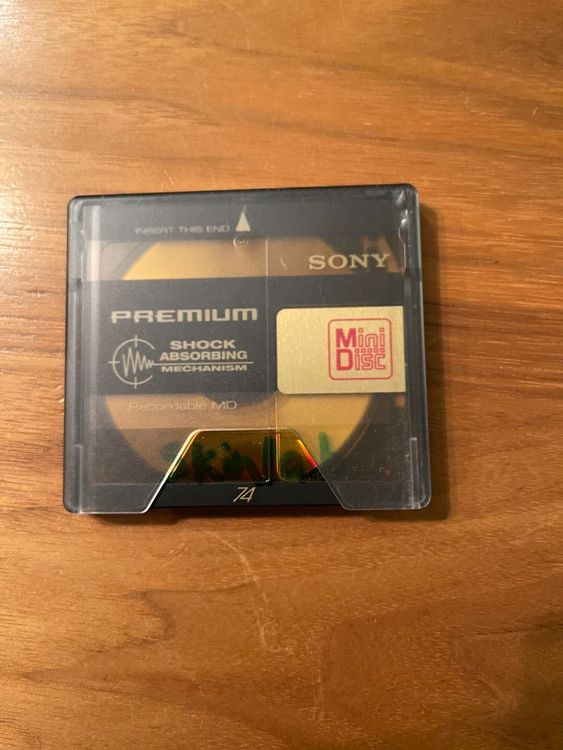 INSERT THIS END
SONY
PREMIUM
SHOCK
ABSORBING
MECHANISM
Mini
Disc
Recordable MD
74